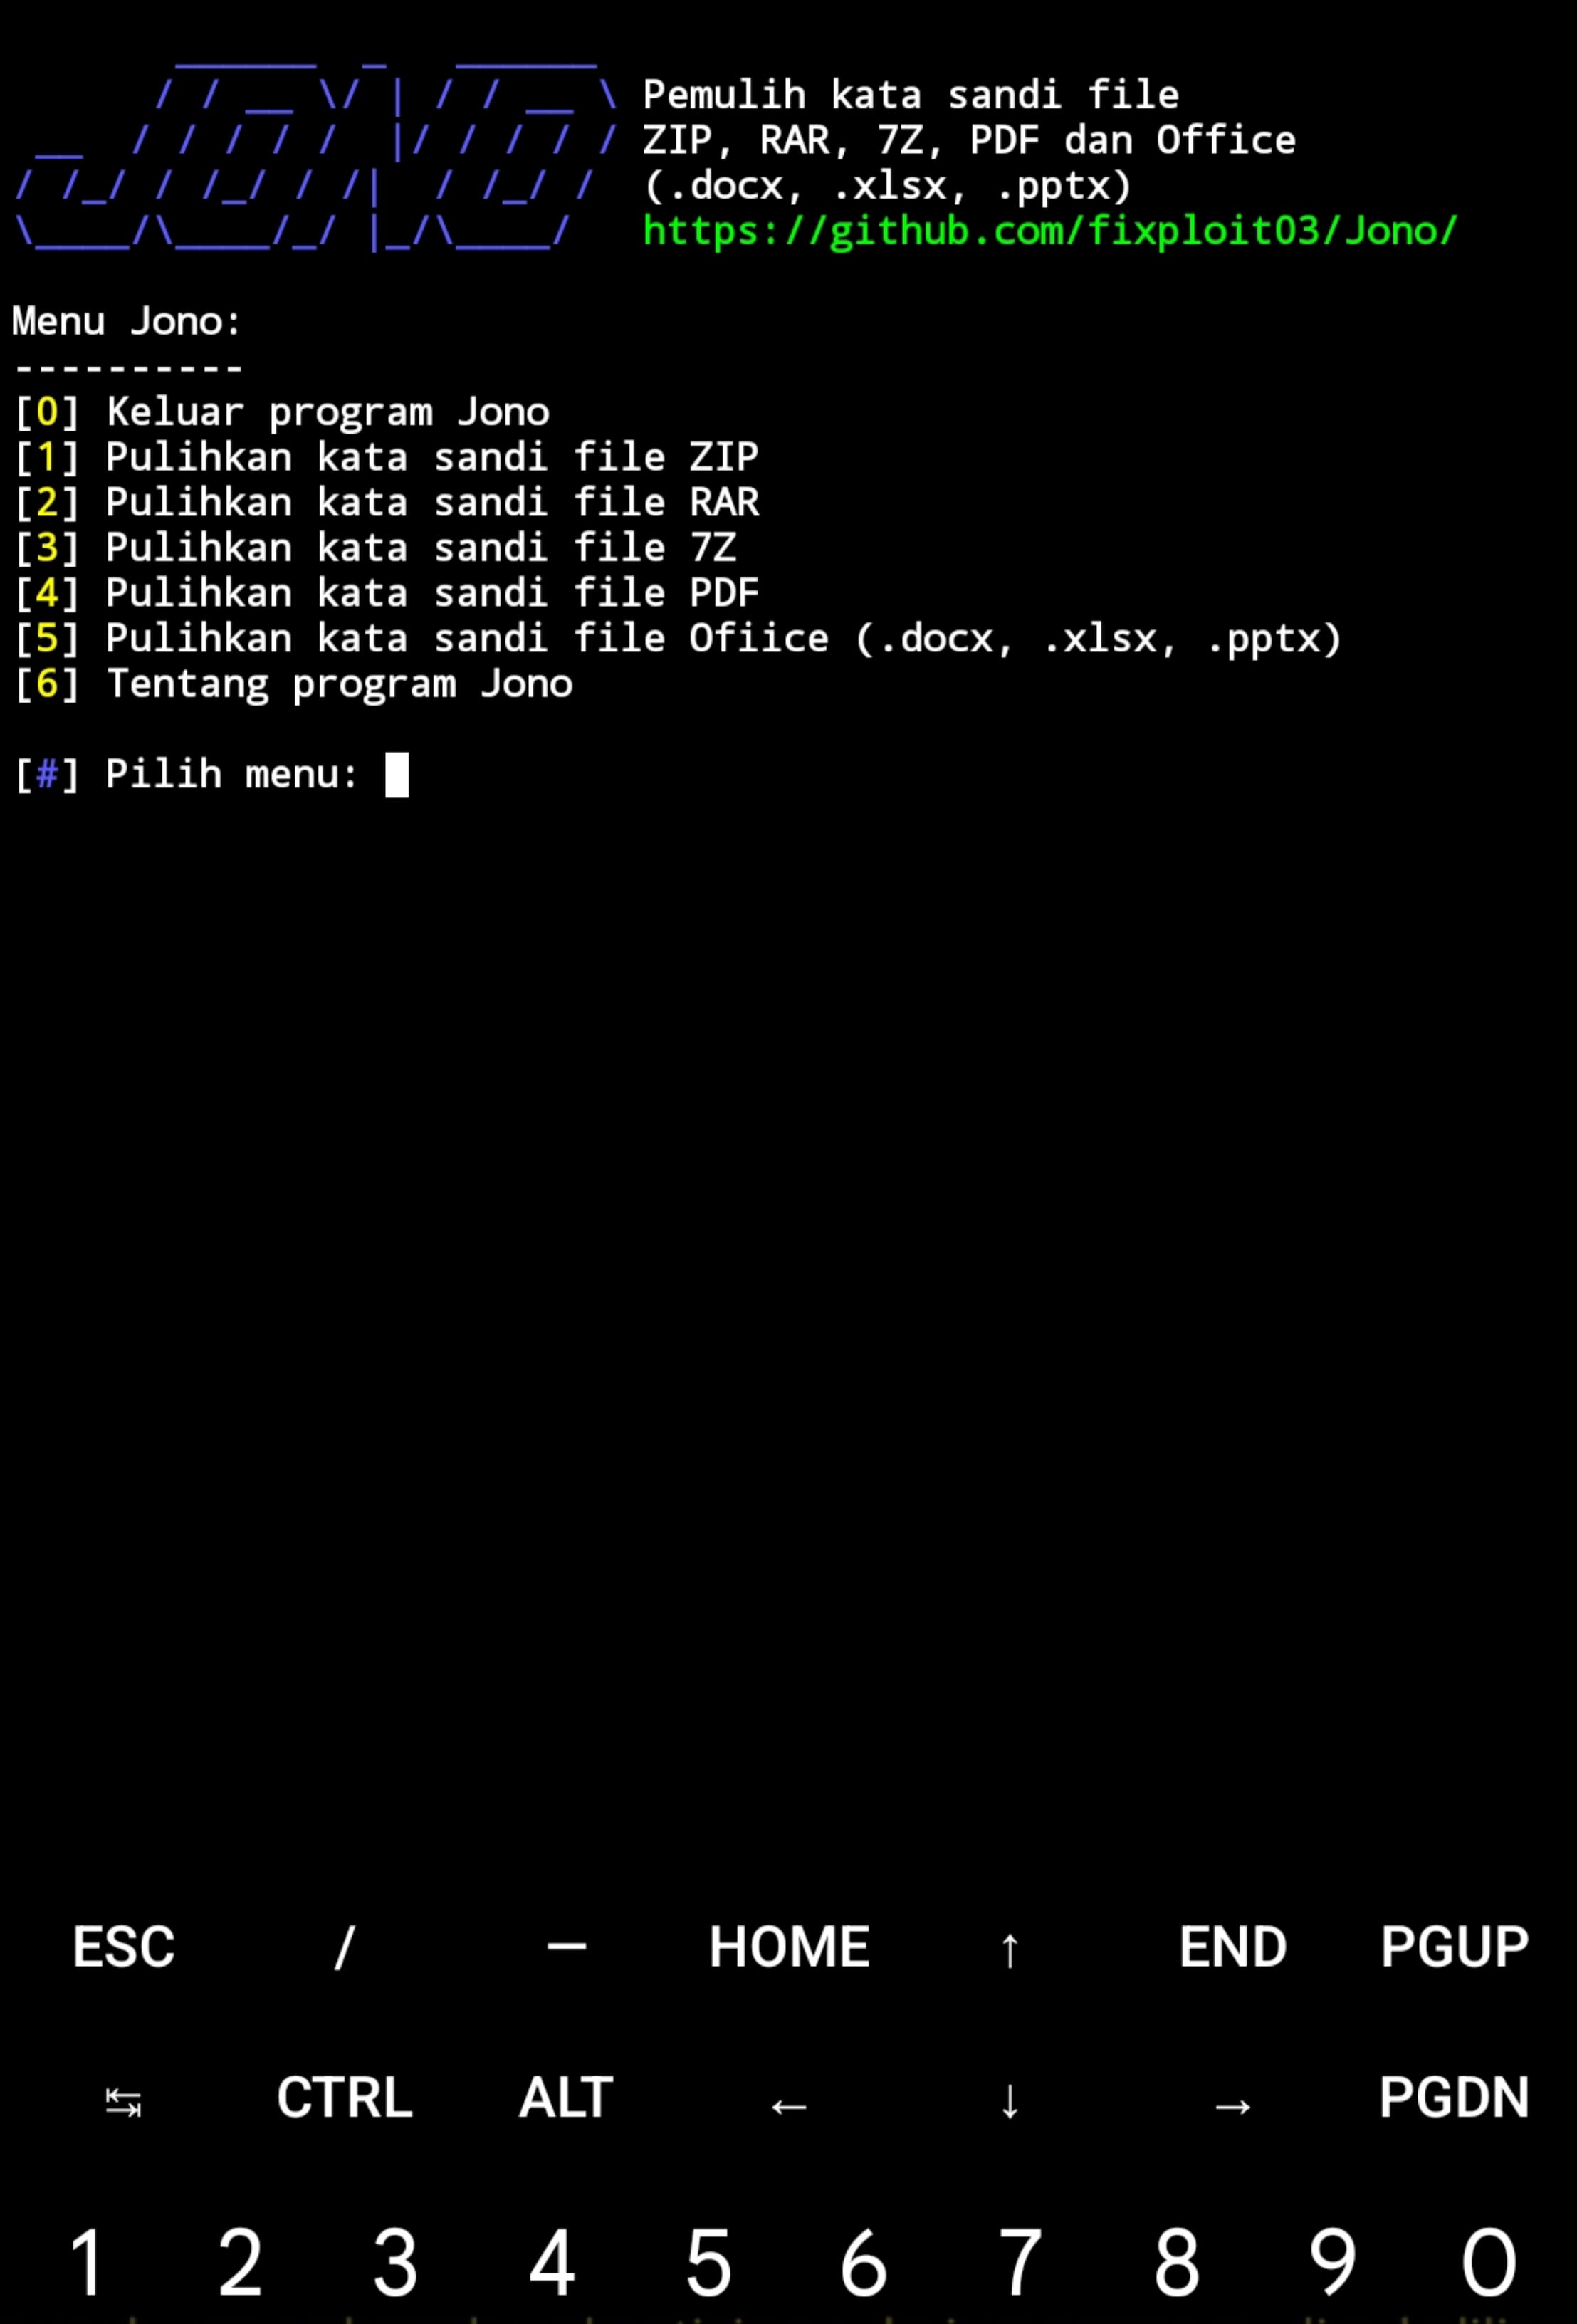 Pemulih kata sandi file
ZIP, RAR, 7Z, PDF dan Office
(.docx, .xlsx, .pptx)
https://github.com/fixploit03/Jono/
Menu Jono:
----------
[0] Keluar program Jono
[1] Pulihkan kata sandi file ZIP
[2] Pulihkan kata sandi file RAR
[3] Pulihkan kata sandi file 7Z
[4] Pulihkan kata sandi file PDF
[5] Pulihkan kata sandi file Ofiice (.docx, .xlsx, .pptx)
[6] Tentang program Jono
[#] Pilih menu:
ESC / — HOME ↑ END PGUP
↹ CTRL ALT ← ↓ → PGDN
1 2 3 4 5 6 7 8 9 0